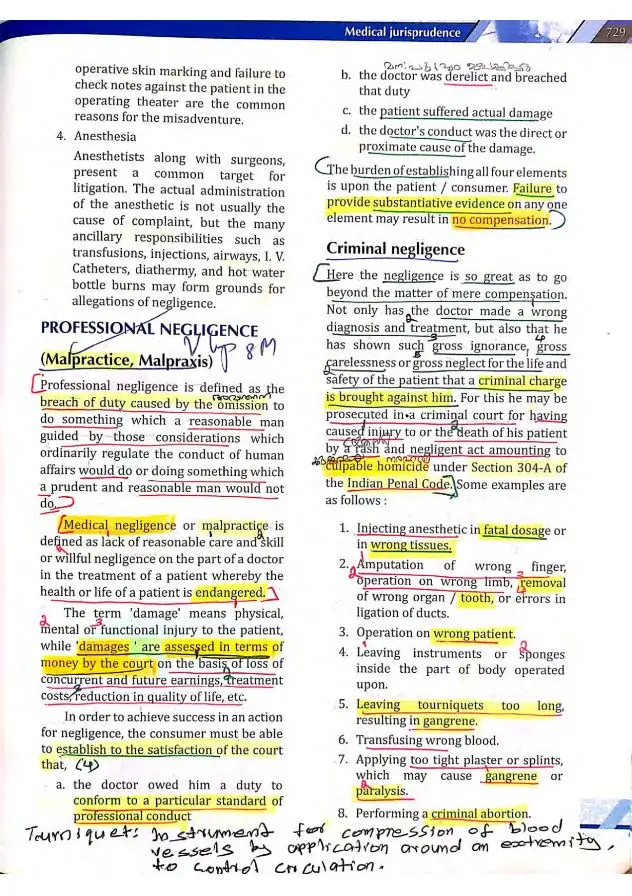 Medical jurisprudence
729
operative skin marking and failure to
check notes against the patient in the
operating theater are the common
reasons for the misadventure.
4. Anesthesia
Anesthetists along with surgeons,
present a common target for
litigation. The actual administration
of the anesthetic is not usually the
cause of complaint, but the many
ancillary responsibilities such as
transfusions, injections, airways, I. V.
Catheters, diathermy, and hot water
bottle burns may form grounds for
allegations of negligence.
PROFESSIONAL NEGLIGENCE
(Malpractice, Malpraxis)
8M
Professional negligence is defined as the
breach of duty caused by the omission to
do something which a reasonable man
guided by those considerations which
ordinarily regulate the conduct of human
affairs would do or doing something which
a prudent and reasonable man would not
do.
Medical negligence or malpractice is
defined as lack of reasonable care and skill
or willful negligence on the part of a doctor
in the treatment of a patient whereby the
health or life of a patient is endangered.
The term 'damage' means physical,
mental or functional injury to the patient,
while 'damages ' are assessed in terms of
money by the court on the basis of loss of
concurrent and future earnings, treatment
costs, reduction in quality of life, etc.
In order to achieve success in an action
for negligence, the consumer must be able
to establish to the satisfaction of the court
that, (4)
a. the doctor owed him a duty to
conform to a particular standard of
professional conduct
b. the doctor was derelict and breached
that duty
c. the patient suffered actual damage
d. the doctor's conduct was the direct or
proximate cause of the damage.
The burden of establishing all four elements
is upon the patient / consumer. Failure to
provide substantiative evidence on any one
element may result in no compensation.
Criminal negligence
Here the negligence is so great as to go
beyond the matter of mere compensation.
Not only has the doctor made a wrong
diagnosis and treatment, but also that he
has shown such gross ignorance, gross
carelessness or gross neglect for the life and
safety of the patient that a criminal charge
is brought against him. For this he may be
prosecuted in a criminal court for having
caused injury to or the death of his patient
by a rash and negligent act amounting to
culpable homicide under Section 304-A of
the Indian Penal Code. Some examples are
as follows :
1. Injecting anesthetic in fatal dosage or
in wrong tissues.
2. Amputation of wrong finger,
operation on wrong limb, removal
of wrong organ / tooth, or errors in
ligation of ducts.
3. Operation on wrong patient.
4. Leaving instruments or sponges
inside the part of body operated
upon.
5. Leaving tourniquets too long,
resulting in gangrene.
6. Transfusing wrong blood.
7. Applying too tight plaster or splints,
which may cause gangrene or
paralysis.
8. Performing a criminal abortion.
Tourniquet: Instrument for compression of blood
vessels by application around an extremity,
to control circulation.